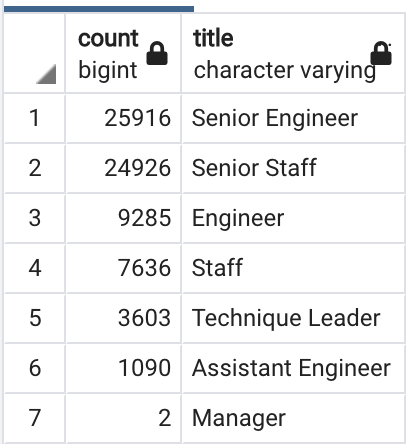 count title
bigint character varying
1 25916 Senior Engineer
2 24926 Senior Staff
3 9285 Engineer
4 7636 Staff
5 3603 Technique Leader
6 1090 Assistant Engineer
7 2 Manager